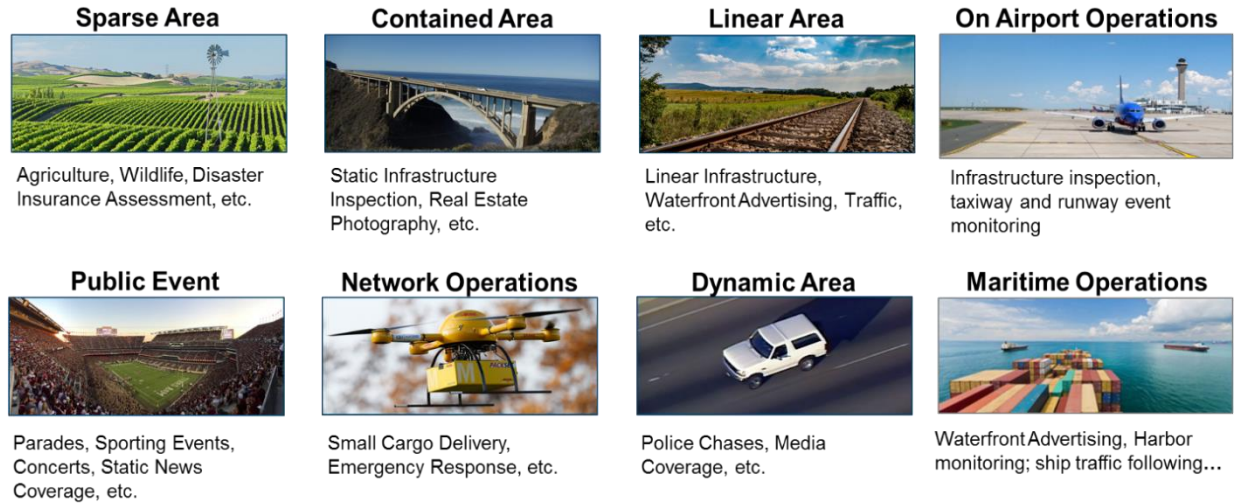 Sparse Area
Contained Area
Linear Area
On Airport Operations
Agriculture, Wildlife, Disaster
Insurance Assessment, etc.
Static Infrastructure
Inspection, Real Estate
Photography, etc.
Linear Infrastructure,
Waterfront Advertising, Traffic,
etc.
Infrastructure inspection,
taxiway and runway event
monitoring
Public Event
Network Operations
Dynamic Area
Maritime Operations
M
Parades, Sporting Events,
Concerts, Static News
Coverage, etc.
Small Cargo Delivery,
Emergency Response, etc.
Police Chases, Media
Coverage, etc.
Waterfront Advertising, Harbor
monitoring; ship traffic following…